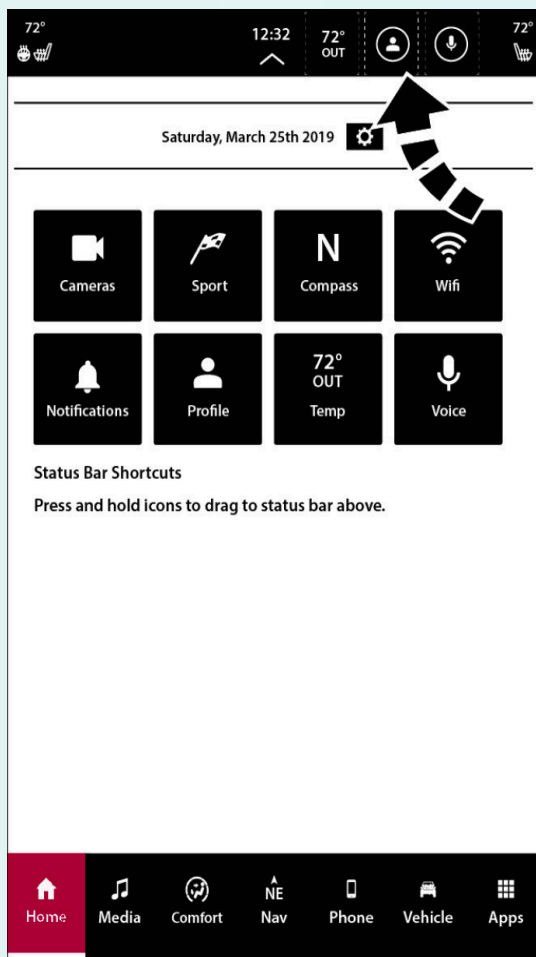 72°
12:32
72°
OUT
72°
Saturday, March 25th 2019
Cameras
Sport
N
Compass
Wifi
Notifications
Profile
72°
OUT
Temp
Voice
Status Bar Shortcuts
Press and hold icons to drag to status bar above.
Home
Media
Comfort
NE
Nav
Phone
Vehicle
Apps